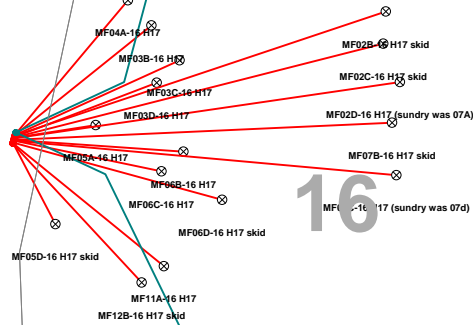 MF04A-16 H17
MF02B-16 H17 skid
MF03B-16 H17
MF02C-16 H17 skid
MF03C-16 H17
MF03D-16 H17
MF02D-16 H17 (sundry was 07A)
MF05A-16 H17
MF07B-16 H17 skid
MF06B-16 H17
16
MF06C-16 H17
H17 (sundry was 07d)
MF06D-16 H17 skid
MF05D-16 H17 skid
MF11A-16 H17
MF12B-16 H17 skid